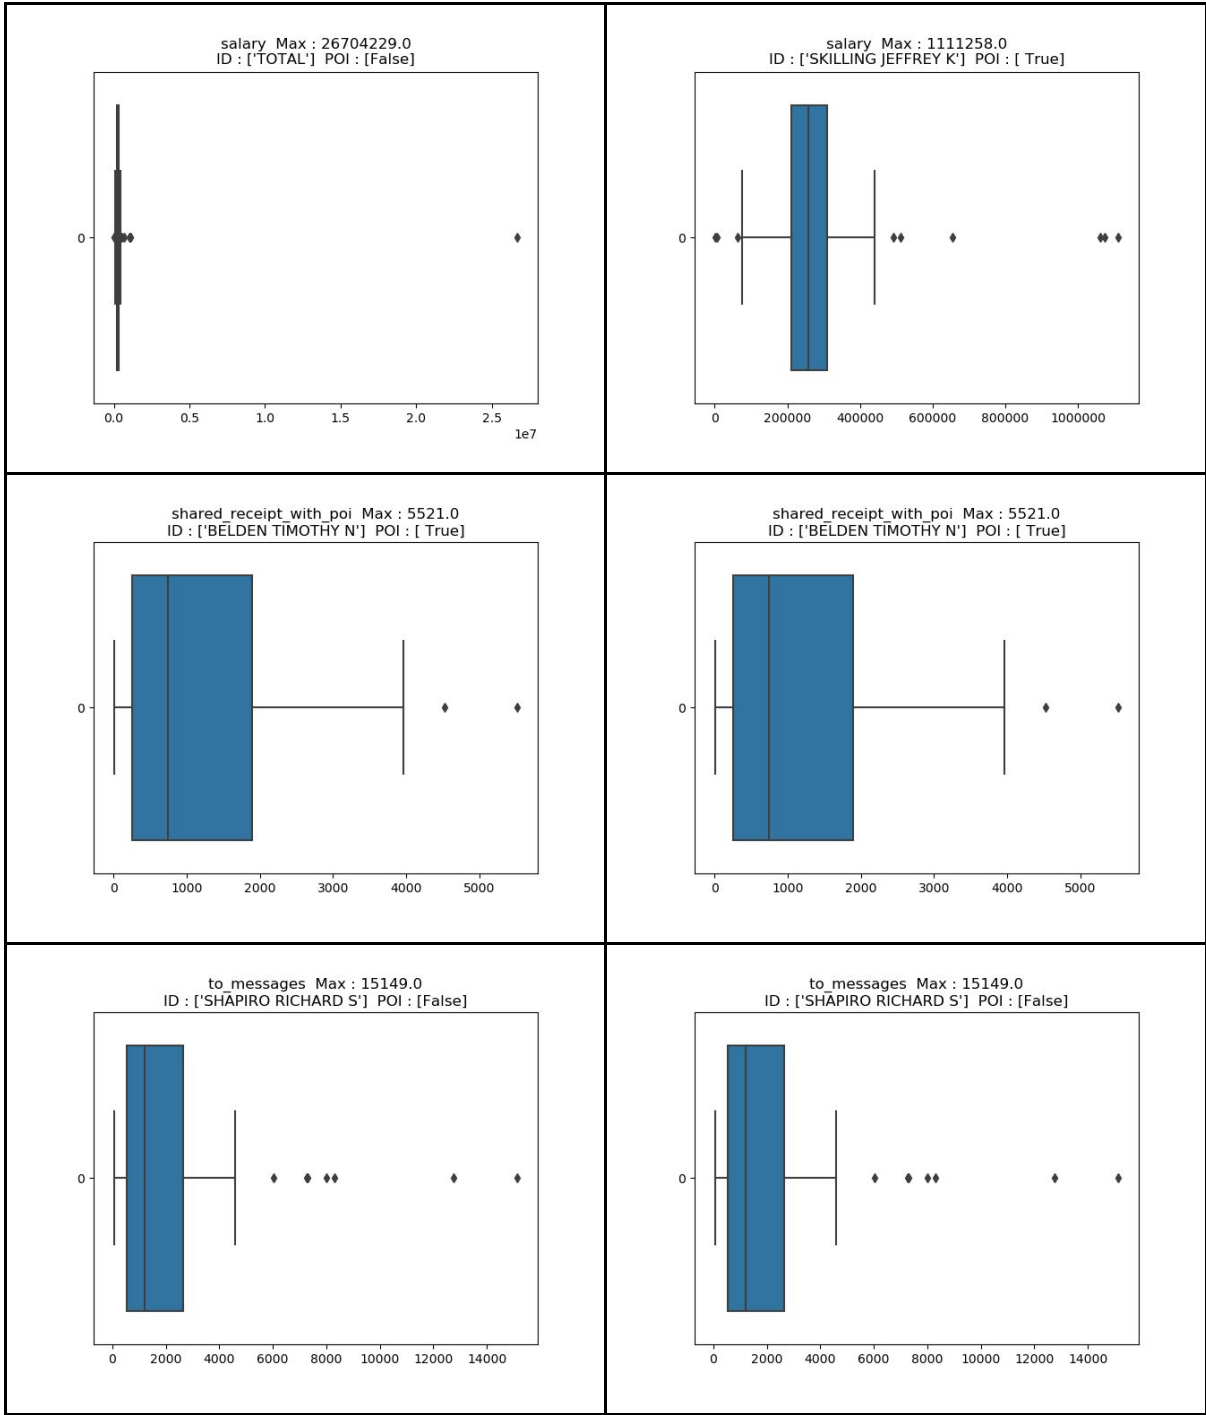 salary  Max : 26704229.0
ID : ['TOTAL']  POI : [False]
0
0.0 0.5 1.0 1.5 2.0 2.5
1e7
salary  Max : 1111258.0
ID : ['SKILLING JEFFREY K']  POI : [ True]
0
0 200000 400000 600000 800000 1000000
shared_receipt_with_poi  Max : 5521.0
ID : ['BELDEN TIMOTHY N']  POI : [ True]
0
0 1000 2000 3000 4000 5000
shared_receipt_with_poi  Max : 5521.0
ID : ['BELDEN TIMOTHY N']  POI : [ True]
0
0 1000 2000 3000 4000 5000
to_messages  Max : 15149.0
ID : ['SHAPIRO RICHARD S']  POI : [False]
0
0 2000 4000 6000 8000 10000 12000 14000
to_messages  Max : 15149.0
ID : ['SHAPIRO RICHARD S']  POI : [False]
0
0 2000 4000 6000 8000 10000 12000 14000